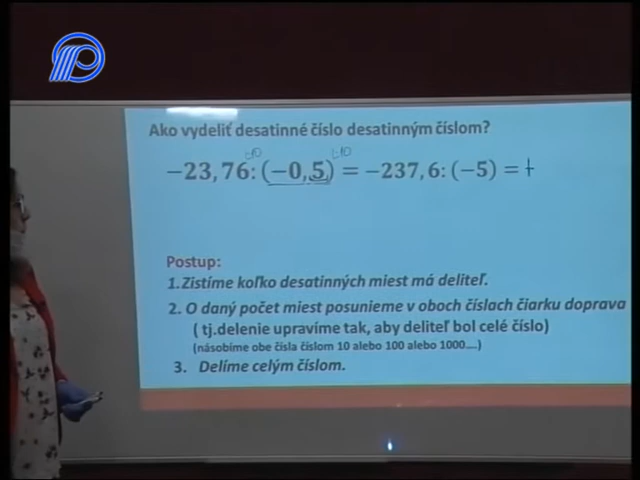 Ako vydeliť desatinné číslo desatinným číslom?
−23,76:(−0,5) = −237,6:(−5) = +
Postup:
1.Zistíme koľko desatinných miest má deliteľ.
2. O daný počet miest posunieme v oboch číslach čiarku doprava
( tj.delenie upravíme tak, aby deliteľ bol celé číslo)
(násobíme obe čísla číslom 10 alebo 100 alebo 1000....)
3. Delíme celým číslom.